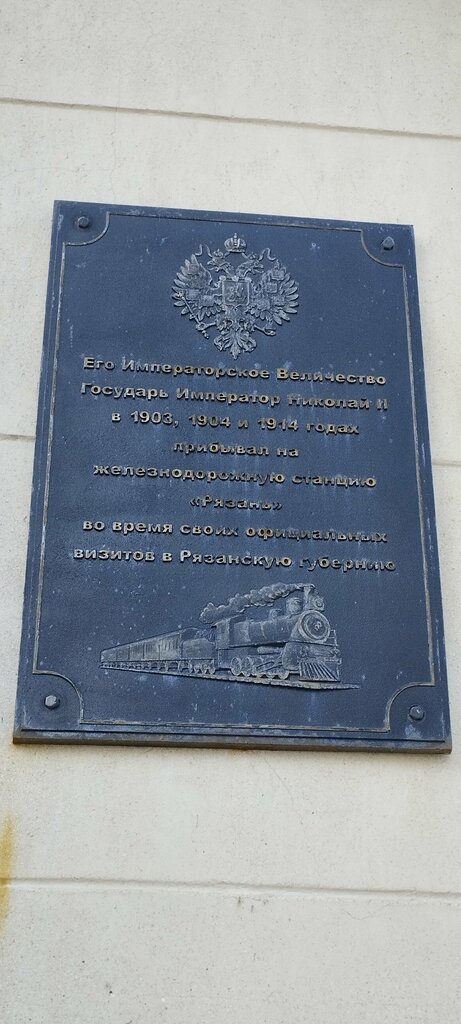 Его Императорское Величество
Государь Император Николай II
в 1903, 1904 и 1914 годах
прибывал на
железнодорожную станцию
«Рязань»
во время своих официальных
визитов в Рязанскую губернию